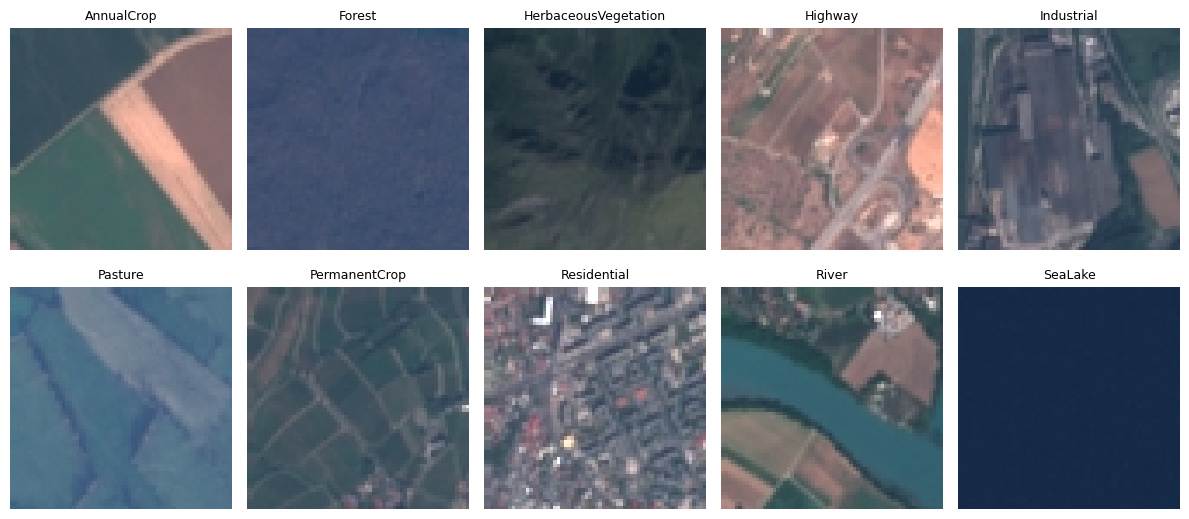 AnnualCrop
Forest
HerbaceousVegetation
Highway
Industrial
Pasture
PermanentCrop
Residential
River
SeaLake